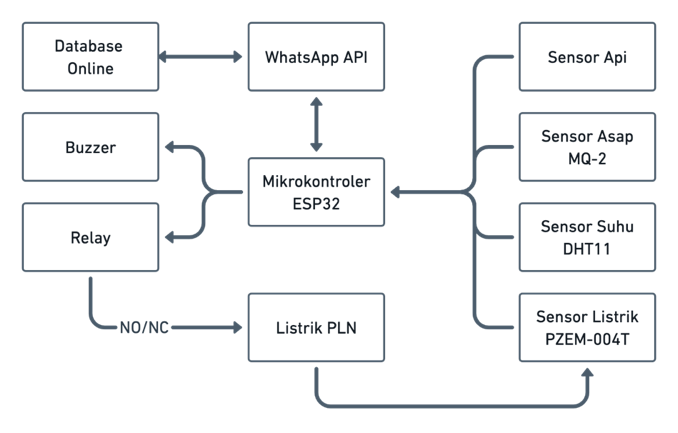 Database
Online
WhatsApp API
Sensor Api
Buzzer
Mikrokontroler
ESP32
Sensor Asap
MQ-2
Relay
Sensor Suhu
DHT11
NO/NC
Listrik PLN
Sensor Listrik
PZEM-004T